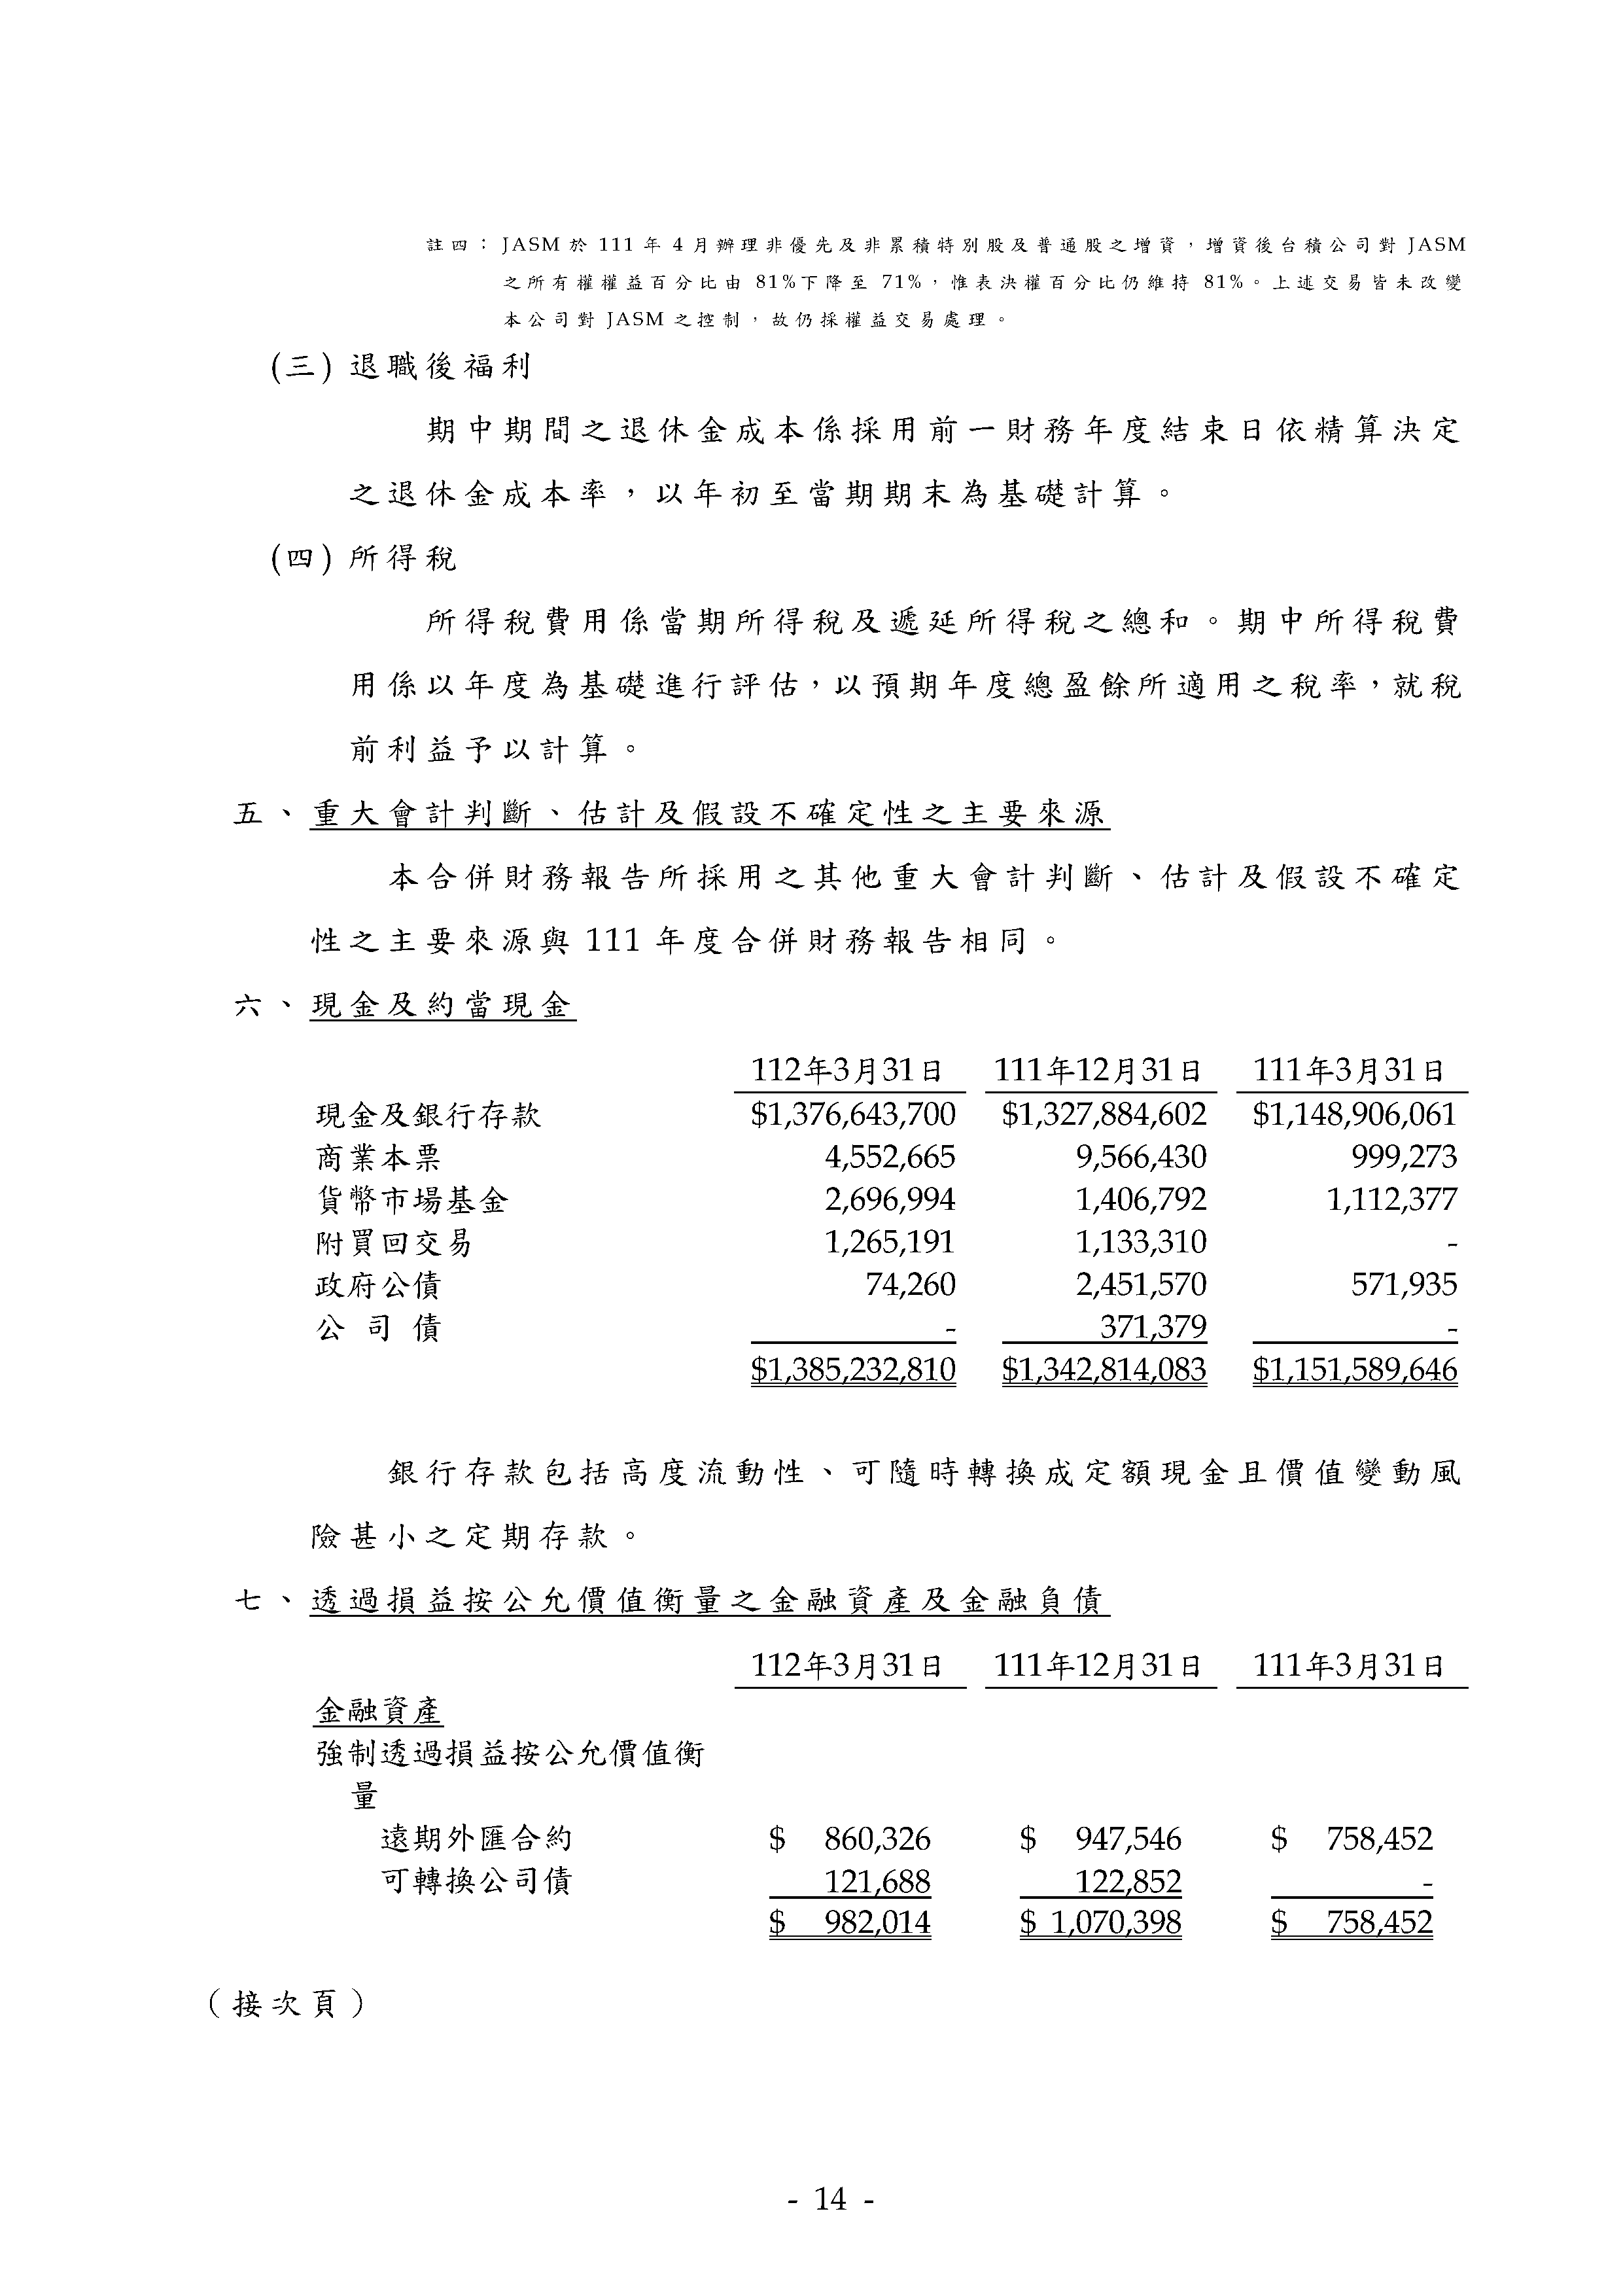 註四：JASM 於 111 年 4 月辦理非優先及非累積特別股及普通股之增資，增資後台積公司對 JASM
之所有權權益百分比由 81%下降至 71%，惟表決權百分比仍維持 81%。上述交易皆未改變
本公司對 JASM 之控制，故仍採權益交易處理。
(三) 退職後福利
期中期間之退休金成本係採用前一財務年度結束日依精算決定
之退休金成本率，以年初至當期期末為基礎計算。
(四) 所得稅
所得稅費用係當期所得稅及遞延所得稅之總和。期中所得稅費
用係以年度為基礎進行評估，以預期年度總盈餘所適用之稅率，就稅
前利益予以計算。
五、重大會計判斷、估計及假設不確定性之主要來源
本合併財務報告所採用之其他重大會計判斷、估計及假設不確定
性之主要來源與 111 年度合併財務報告相同。
六、現金及約當現金
112年3月31日 111年12月31日 111年3月31日
現金及銀行存款 $1,376,643,700 $1,327,884,602 $1,148,906,061
商業本票 4,552,665 9,566,430 999,273
貨幣市場基金 2,696,994 1,406,792 1,112,377
附買回交易 1,265,191 1,133,310 -
政府公債 74,260 2,451,570 571,935
公司債 - 371,379 -
$1,385,232,810 $1,342,814,083 $1,151,589,646
銀行存款包括高度流動性、可隨時轉換成定額現金且價值變動風
險甚小之定期存款。
七、透過損益按公允價值衡量之金融資產及金融負債
112年3月31日 111年12月31日 111年3月31日
金融資產
強制透過損益按公允價值衡
量
遠期外匯合約 $ 860,326 $ 947,546 $ 758,452
可轉換公司債 121,688 122,852 -
$ 982,014 $ 1,070,398 $ 758,452
（接次頁）
- 14 -